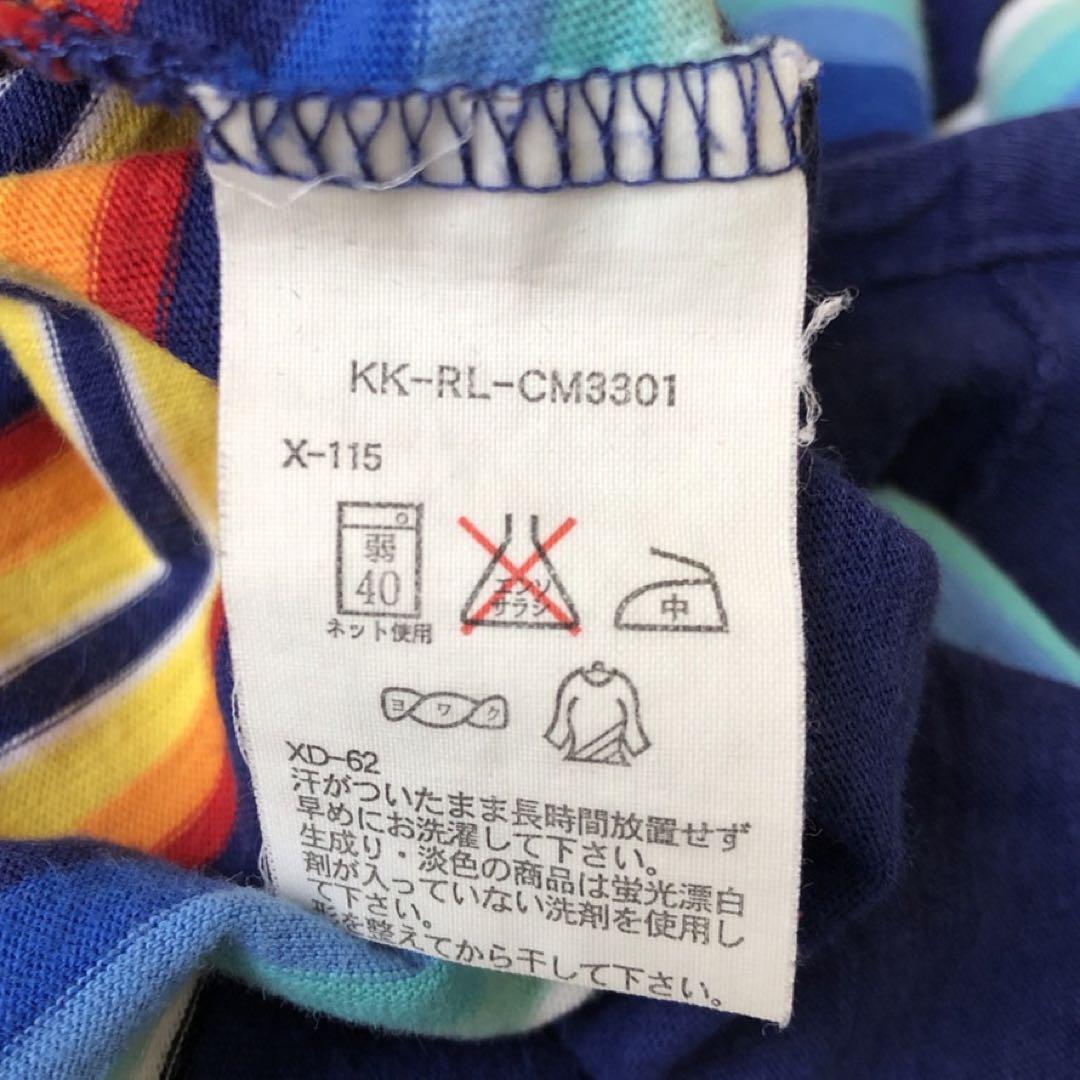 KK-RL-CM3301
X-115
弱
40
ネット使用
エンソ
サラシ
中
ヨワク
XD-62
汗がついたまま長時間放置せず
早めにお洗濯して下さい。
生成り・淡色の商品は蛍光漂白
剤が入っていない洗剤を使用し
て下さい。
形を整えてから干して下さい。